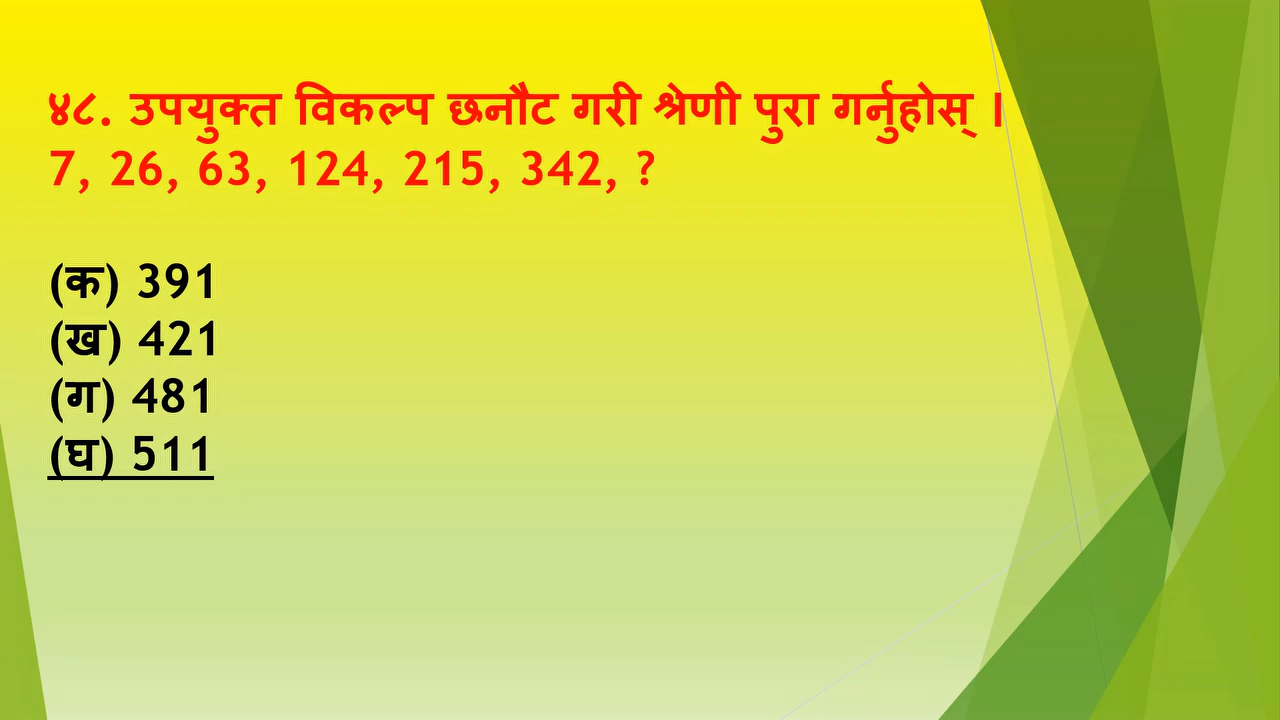 ४८. उपयुक्त विकल्प छनौट गरी श्रेणी पुरा गर्नुहोस् ।
7, 26, 63, 124, 215, 342, ?
(क) 391
(ख) 421
(ग) 481
(घ) 511